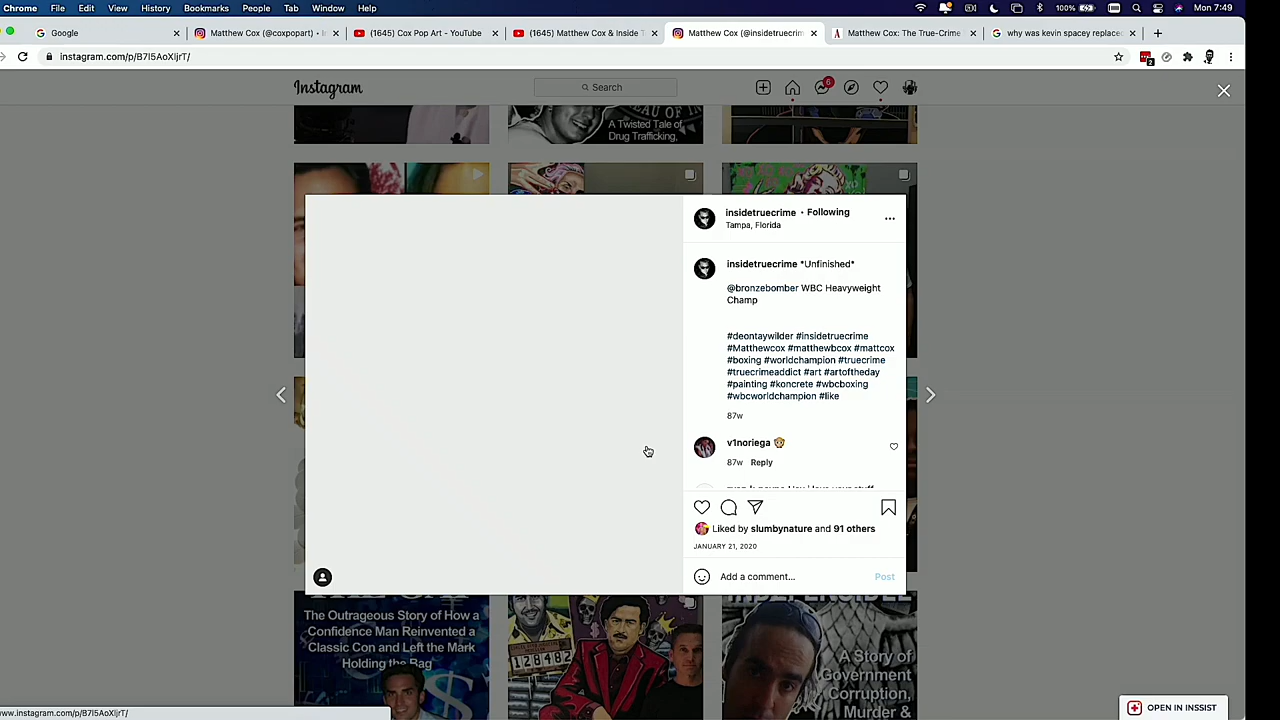 Chrome File Edit View History Bookmarks People Tab Window Help 100% Mon 7:49
Google
Matthew Cox (@coxpopart) •
(1645) Cox Pop Art - YouTube
(1645) Matthew Cox & Inside
Matthew Cox (@insidetruecrim
Matthew Cox: The True-Crime
why was kevin spacey replaced
instagram.com/p/B7I5AoXIjrT/
2
Instagram
Search
6
A Twisted Tale of
Drug Trafficking,
insidetruecrime • Following
Tampa, Florida
insidetruecrime *Unfinished*
@bronzebomber WBC Heavyweight
Champ
#deontaywilder #insidetruecrime
#Matthewcox #matthewbcox #mattcox
#boxing #worldchampion #truecrime
#truecrimeaddict #art #artoftheday
#painting #koncrete #wbcboxing
#wbcworldchampion #like
87w
v1noriega
87w Reply
Liked by slumbynature and 91 others
JANUARY 21, 2020
Add a comment...
Post
The Outrageous Story of How a
Confidence Man Reinvented a
Classic Con and Left the Mark
Holding the Bag
128482
A Story of
Government
Corruption,
Murder &
OPEN IN INSSIST
www.instagram.com/p/B7I5AoXIjrT/